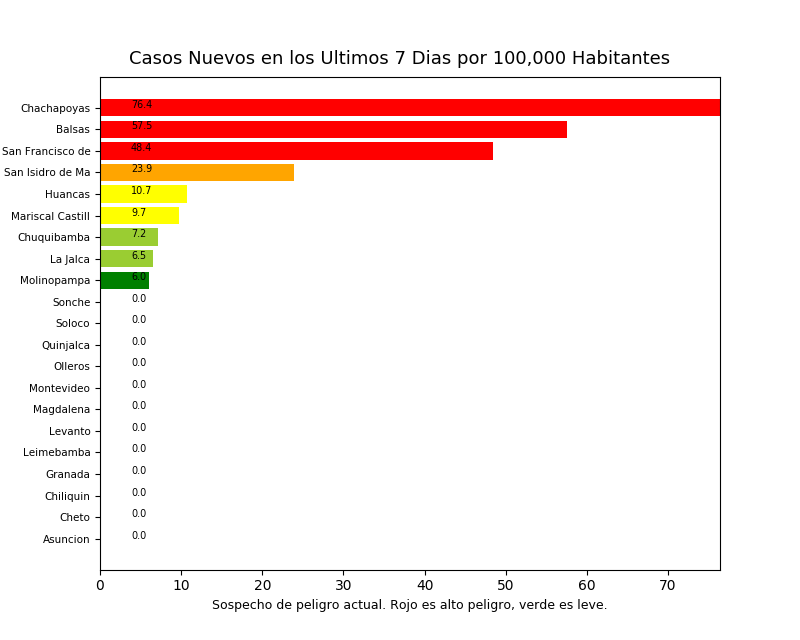 Casos Nuevos en los Ultimos 7 Dias por 100,000 Habitantes
Chachapoyas 76.4
Balsas 57.5
San Francisco de 48.4
San Isidro de Ma 23.9
Huancas 10.7
Mariscal Castill 9.7
Chuquibamba 7.2
La Jalca 6.5
Molinopampa 6.0
Sonche 0.0
Soloco 0.0
Quinjalca 0.0
Olleros 0.0
Montevideo 0.0
Magdalena 0.0
Levanto 0.0
Leimebamba 0.0
Granada 0.0
Chiliquin 0.0
Cheto 0.0
Asuncion 0.0
0 10 20 30 40 50 60 70
Sospecho de peligro actual. Rojo es alto peligro, verde es leve.